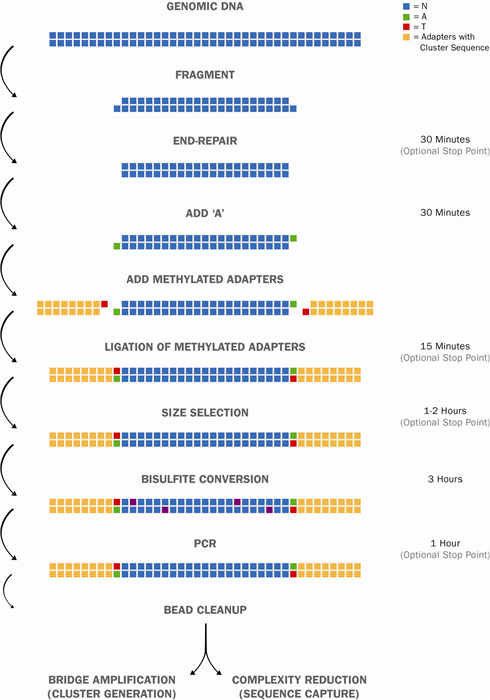 GENOMIC DNA
= N
= A
= T
= Adapters with
Cluster Sequence
FRAGMENT
END-REPAIR
30 Minutes
(Optional Stop Point)
ADD ‘A’
30 Minutes
ADD METHYLATED ADAPTERS
LIGATION OF METHYLATED ADAPTERS
15 Minutes
(Optional Stop Point)
SIZE SELECTION
1-2 Hours
(Optional Stop Point)
BISULFITE CONVERSION
3 Hours
PCR
1 Hour
(Optional Stop Point)
BEAD CLEANUP
BRIDGE AMPLIFICATION
(CLUSTER GENERATION)
COMPLEXITY REDUCTION
(SEQUENCE CAPTURE)